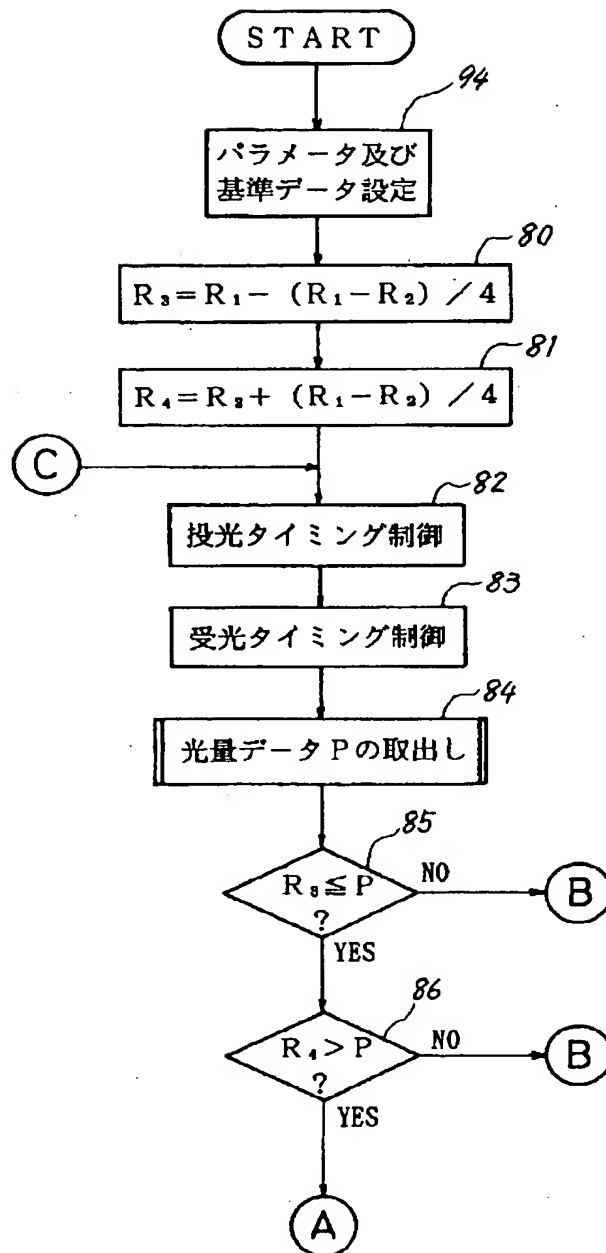 START
94
パラメータ及び
基準データ設定
80
R₃=R₁-(R₁-R₂)/4
81
R₄=R₂+(R₁-R₂)/4
C
82
投光タイミング制御
83
受光タイミング制御
84
光量データPの取出し
85
R₃≦P
?
NO
B
YES
86
R₄>P
?
NO
B
YES
A